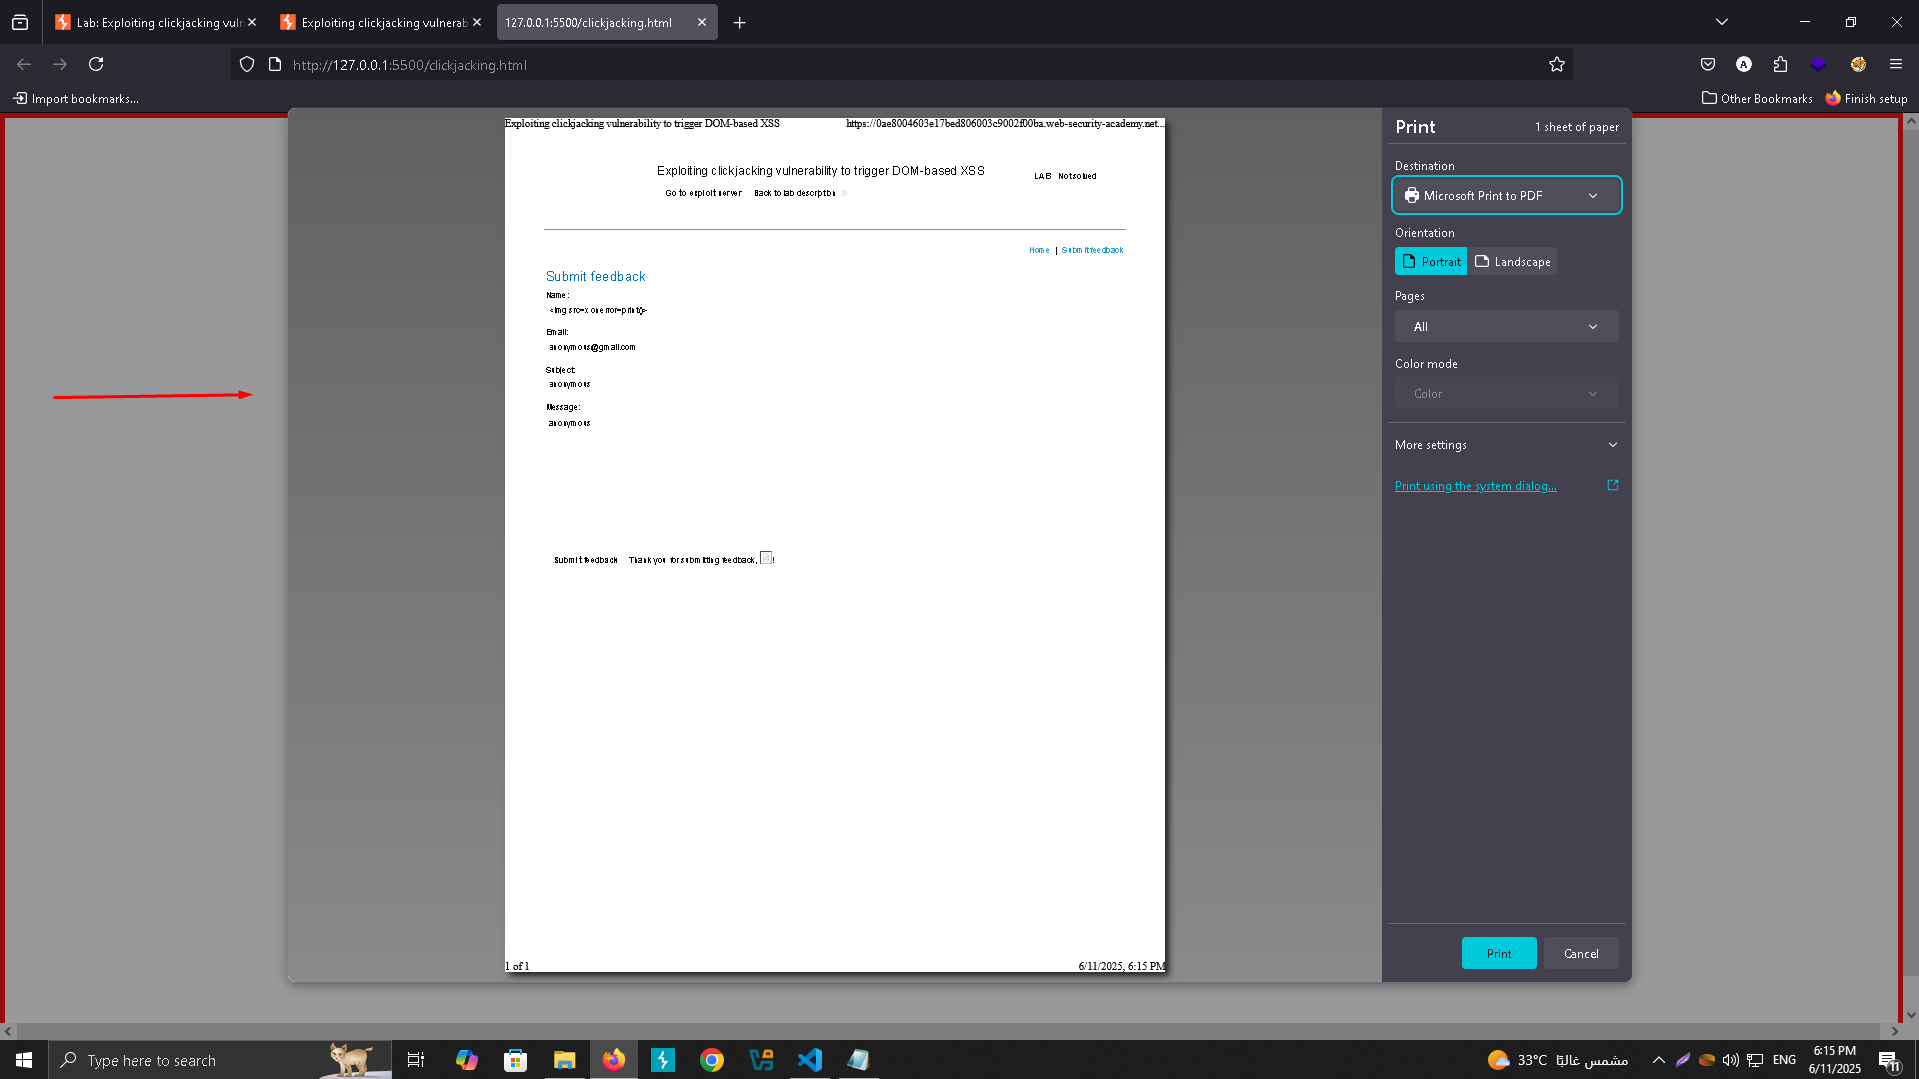 Lab: Exploiting clickjacking vuln
Exploiting clickjacking vulnerab
127.0.0.1:5500/clickjacking.html
http://127.0.0.1:5500/clickjacking.html
Import bookmarks...
Other Bookmarks
Finish setup
Exploiting clickjacking vulnerability to trigger DOM-based XSS
https://0ae8004603e17bed806003c9002f00ba.web-security-academy.net...
Exploiting clickjacking vulnerability to trigger DOM-based XSS
LAB Not solved
Go to exploit server Back to lab description »
Home | Submit feedback
Submit feedback
Name:
<img src=x onerror=print()>
Email:
anonymous@gmail.com
Subject:
anonymous
Message:
anonymous
Submit feedback Thank you for submitting feedback, !
1 of 1
6/11/2025, 6:15 PM
Print
1 sheet of paper
Destination
Microsoft Print to PDF
Orientation
Portrait
Landscape
Pages
All
Color mode
Color
More settings
Print using the system dialog...
Print
Cancel
Type here to search
33°C مشمس غالبًا
ENG
6:15 PM
6/11/2025
11